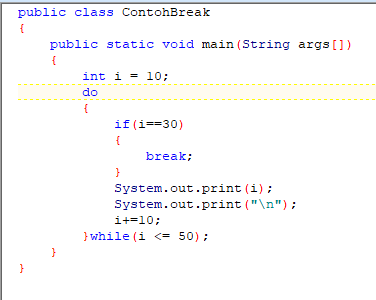 public class ContohBreak
{
    public static void main(String args[])
    {
        int i = 10;
        do
        {
            if(i==30)
            {
                break;
            }
            System.out.print(i);
            System.out.print("\n");
            i+=10;
        }while(i <= 50);
    }
}